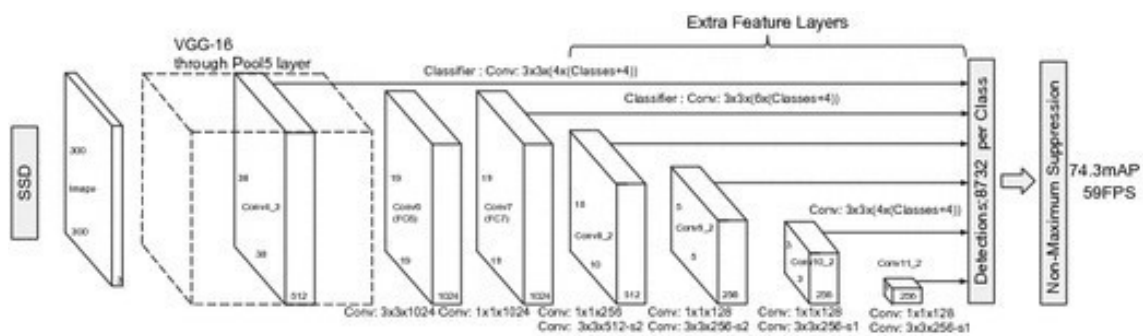 Extra Feature Layers
VGG-16
through Pool5 layer
Classifier : Conv: 3x3x(4x(Classes+4))
Classifier : Conv: 3x3x(6x(Classes+4))
SSD
300
Image
300
3
38
Conv4_3
38
512
19
Conv6
(FC6)
19
1024
19
Conv7
(FC7)
19
1024
10
Conv8_2
10
512
5
Conv9_2
5
256
Conv: 3x3x(4x(Classes+4))
3
Conv10_2
3
256
Conv11_2
256
Detections:8732 per Class
Non-Maximum Suppression
74.3mAP
59FPS
Conv: 3x3x1024
Conv: 1x1x1024
Conv: 1x1x256
Conv: 3x3x512-s2
Conv: 1x1x128
Conv: 3x3x256-s2
Conv: 1x1x128
Conv: 3x3x256-s1
Conv: 1x1x128
Conv: 3x3x256-s1